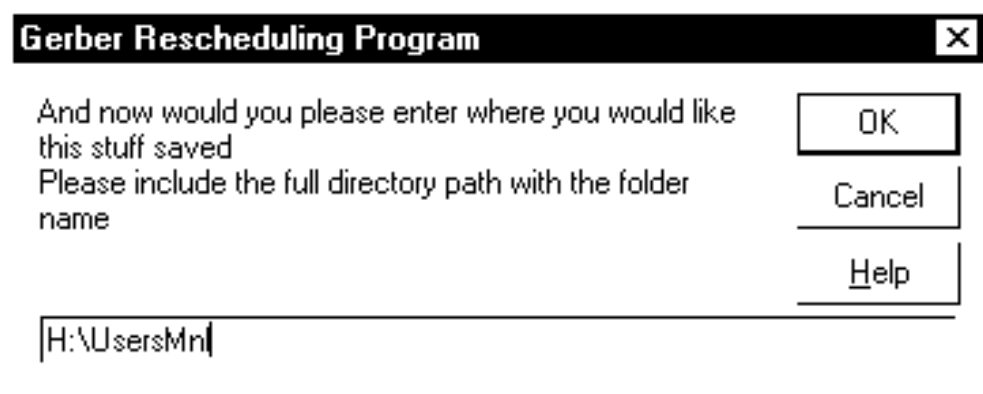 Gerber Rescheduling Program
And now would you please enter where you would like
this stuff saved
Please include the full directory path with the folder
name
OK
Cancel
Help
H:\UsersMnl